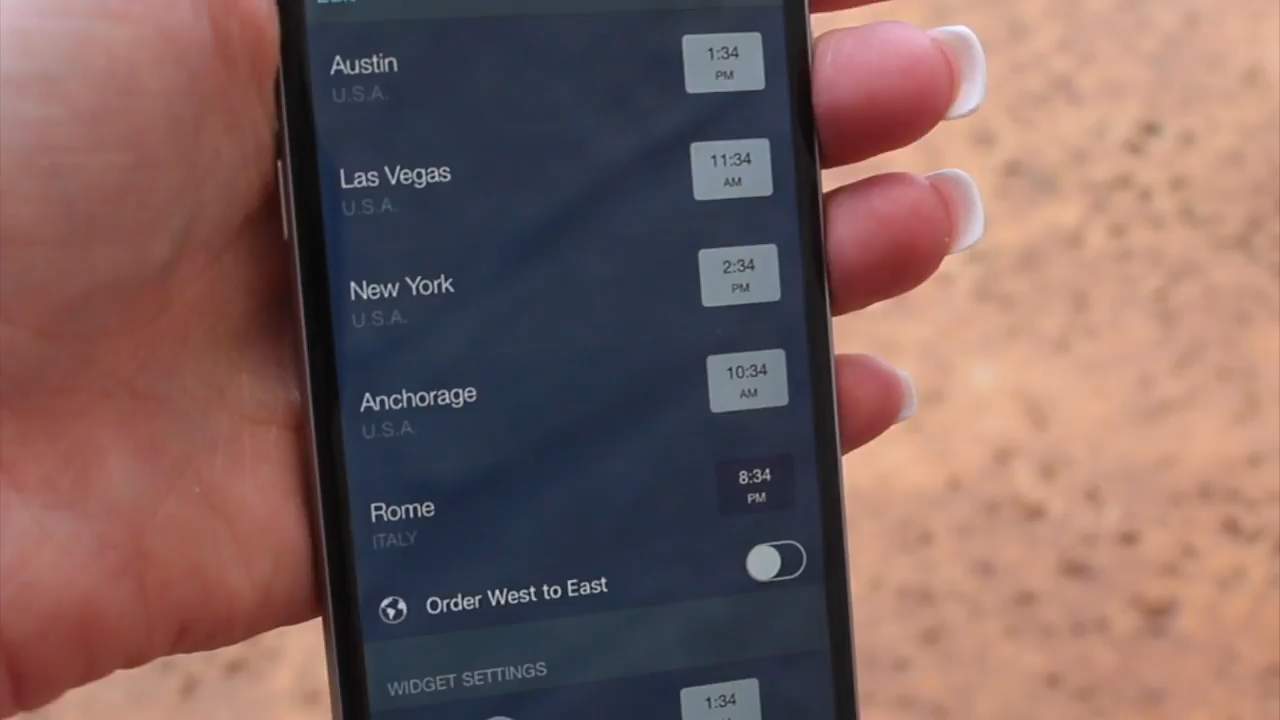 Austin
U.S.A.
1:34
PM
Las Vegas
U.S.A.
11:34
AM
New York
U.S.A.
2:34
PM
Anchorage
U.S.A.
10:34
AM
Rome
ITALY
8:34
PM
Order West to East
WIDGET SETTINGS
1:34